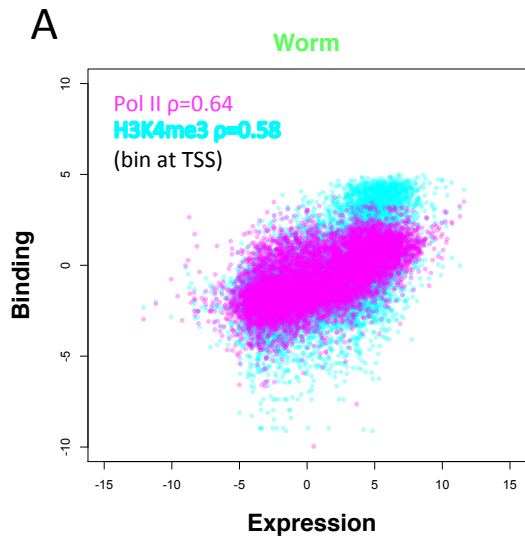 A
Worm
Pol II ρ=0.64
H3K4me3 ρ=0.58
(bin at TSS)
Binding
10
5
0
-5
-10
-15
-10
-5
0
5
10
15
Expression